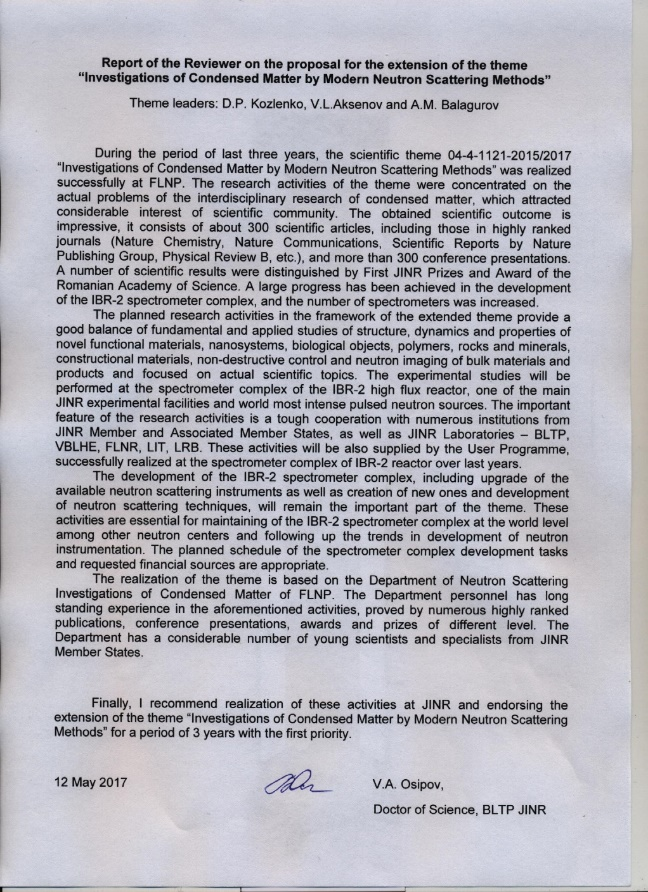 Report of the Reviewer on the proposal for the extension of the theme
“Investigations of Condensed Matter by Modern Neutron Scattering Methods”
Theme leaders: D.P. Kozlenko, V.L.Aksenov and A.M. Balagurov
During the period of last three years, the scientific theme 04-4-1121-2015/2017
“Investigations of Condensed Matter by Modern Neutron Scattering Methods” was realized
successfully at FLNP. The research activities of the theme were concentrated on the
actual problems of the interdisciplinary research of condensed matter, which attracted
considerable interest of scientific community. The obtained scientific outcome is
impressive, it consists of about 300 scientific articles, including those in highly ranked
journals (Nature Chemistry, Nature Communications, Scientific Reports by Nature
Publishing Group, Physical Review B, etc.), and more than 300 conference presentations.
A number of scientific results were distinguished by First JINR Prizes and Award of the
Romanian Academy of Science. A large progress has been achieved in the development
of the IBR-2 spectrometer complex, and the number of spectrometers was increased.
The planned research activities in the framework of the extended theme provide a
good balance of fundamental and applied studies of structure, dynamics and properties of
novel functional materials, nanosystems, biological objects, polymers, rocks and minerals,
constructional materials, non-destructive control and neutron imaging of bulk materials and
products and focused on actual scientific topics. The experimental studies will be
performed at the spectrometer complex of the IBR-2 high flux reactor, one of the main
JINR experimental facilities and world most intense pulsed neutron sources. The important
feature of the research activities is a tough cooperation with numerous institutions from
JINR Member and Associated Member States, as well as JINR Laboratories – BLTP,
VBLHE, FLNR, LIT, LRB. These activities will be also supplied by the User Programme,
successfully realized at the spectrometer complex of IBR-2 reactor over last years.
The development of the IBR-2 spectrometer complex, including upgrade of the
available neutron scattering instruments as well as creation of new ones and development
of neutron scattering techniques, will remain the important part of the theme. These
activities are essential for maintaining of the IBR-2 spectrometer complex at the world level
among other neutron centers and following up the trends in development of neutron
instrumentation. The planned schedule of the spectrometer complex development tasks
and requested financial sources are appropriate.
The realization of the theme is based on the Department of Neutron Scattering
Investigations of Condensed Matter of FLNP. The Department personnel has long
standing experience in the aforementioned activities, proved by numerous highly ranked
publications, conference presentations, awards and prizes of different level. The
Department has a considerable number of young scientists and specialists from JINR
Member States.
Finally, I recommend realization of these activities at JINR and endorsing the
extension of the theme “Investigations of Condensed Matter by Modern Neutron Scattering
Methods” for a period of 3 years with the first priority.
12 May 2017
V.A. Osipov,
Doctor of Science, BLTP JINR